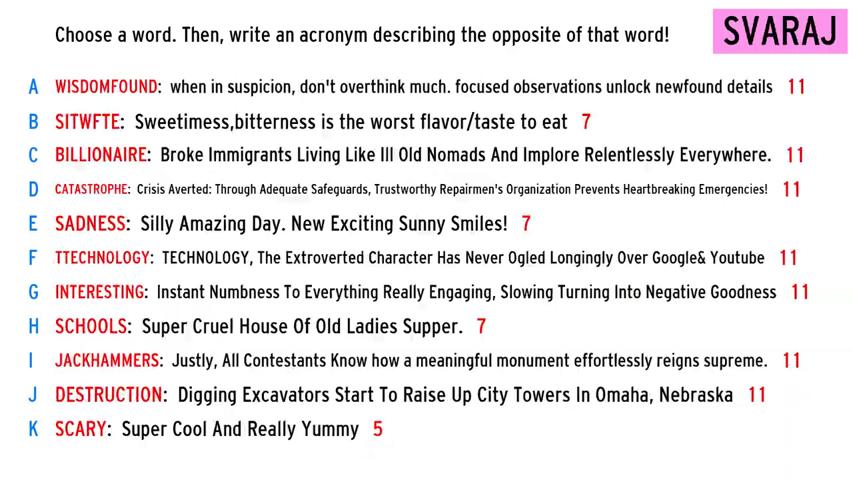 Choose a word. Then, write an acronym describing the opposite of that word!
SVARAJ
A WISDOMFOUND: when in suspicion, don't overthink much. focused observations unlock newfound details 11
B SITWFTE: Sweetimess,bitterness is the worst flavor/taste to eat 7
C BILLIONAIRE: Broke Immigrants Living Like Ill Old Nomads And Implore Relentlessly Everywhere. 11
D CATASTROPHE: Crisis Averted: Through Adequate Safeguards, Trustworthy Repairmen's Organization Prevents Heartbreaking Emergencies! 11
E SADNESS: Silly Amazing Day. New Exciting Sunny Smiles! 7
F TTECHNOLOGY: TECHNOLOGY, The Extroverted Character Has Never Ogled Longingly Over Google& Youtube 11
G INTERESTING: Instant Numbness To Everything Really Engaging, Slowing Turning Into Negative Goodness 11
H SCHOOLS: Super Cruel House Of Old Ladies Supper. 7
I JACKHAMMERS: Justly, All Contestants Know how a meaningful monument effortlessly reigns supreme. 11
J DESTRUCTION: Digging Excavators Start To Raise Up City Towers In Omaha, Nebraska 11
K SCARY: Super Cool And Really Yummy 5